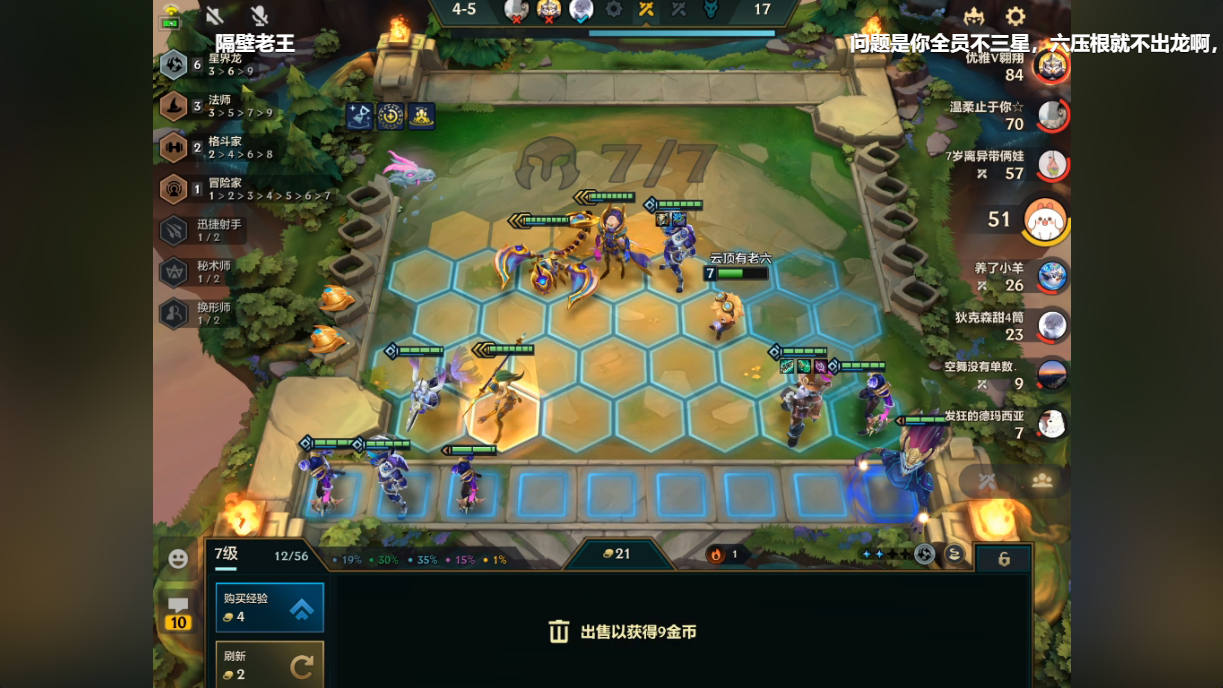 4-5
17
隔壁老王
问题是你全员不三星，六压根就不出龙啊，
6 星界龙
3 > 6 > 9
3 法师
3 > 5 > 7 > 9
2 格斗家
2 > 4 > 6 > 8
1 冒险家
1 > 2 > 3 > 4 > 5 > 6 > 7
迅捷射手
1 / 2
秘术师
1 / 2
换形师
1 / 2
7/7
优雅V翱翔
84
温柔止于你☆
70
7岁离异带俩娃
57
51
养了小羊
26
狄克森甜4筒
23
空舞没有单数.
9
发狂的德玛西亚
7
云顶有老六
7
7级
12/56
19%
30%
35%
15%
1%
21
1
6
购买经验
4
刷新
2
10
出售以获得9金币